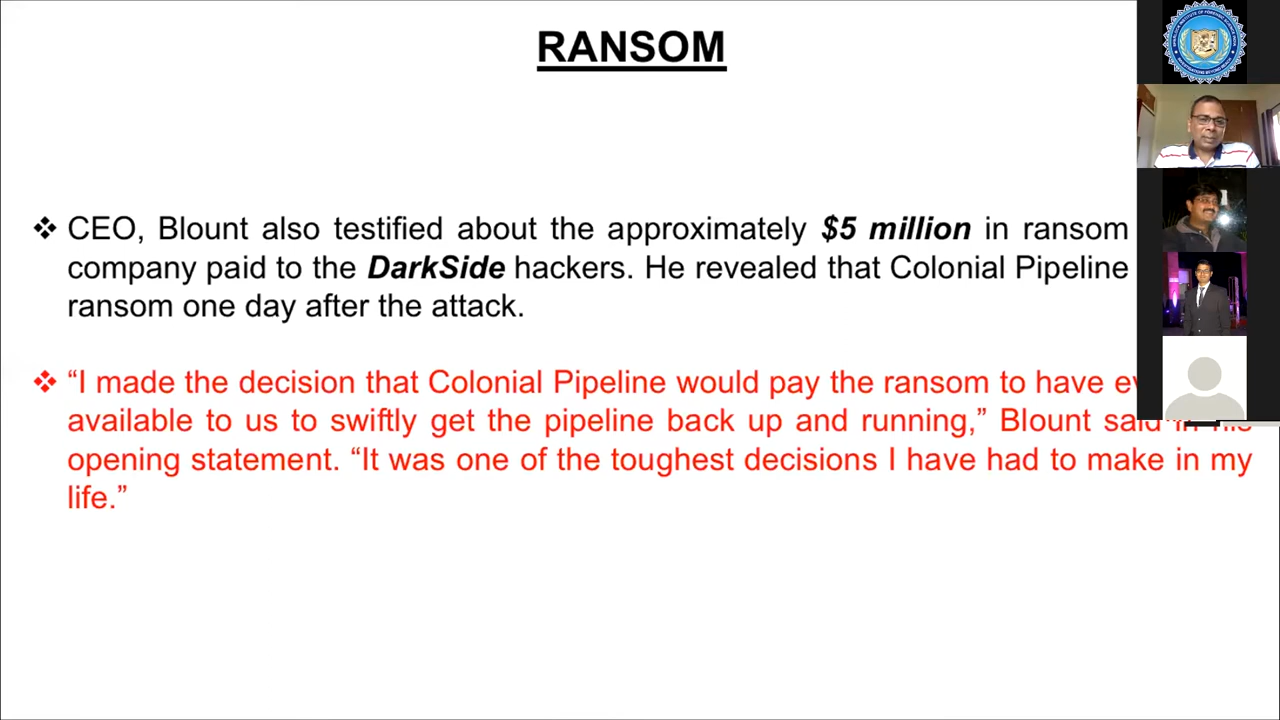 RANSOM
❖ CEO, Blount also testified about the approximately $5 million in ransom
company paid to the DarkSide hackers. He revealed that Colonial Pipeline
ransom one day after the attack.
❖ “I made the decision that Colonial Pipeline would pay the ransom to have
available to us to swiftly get the pipeline back up and running,” Blount said in his
opening statement. “It was one of the toughest decisions I have had to make in my
life.”